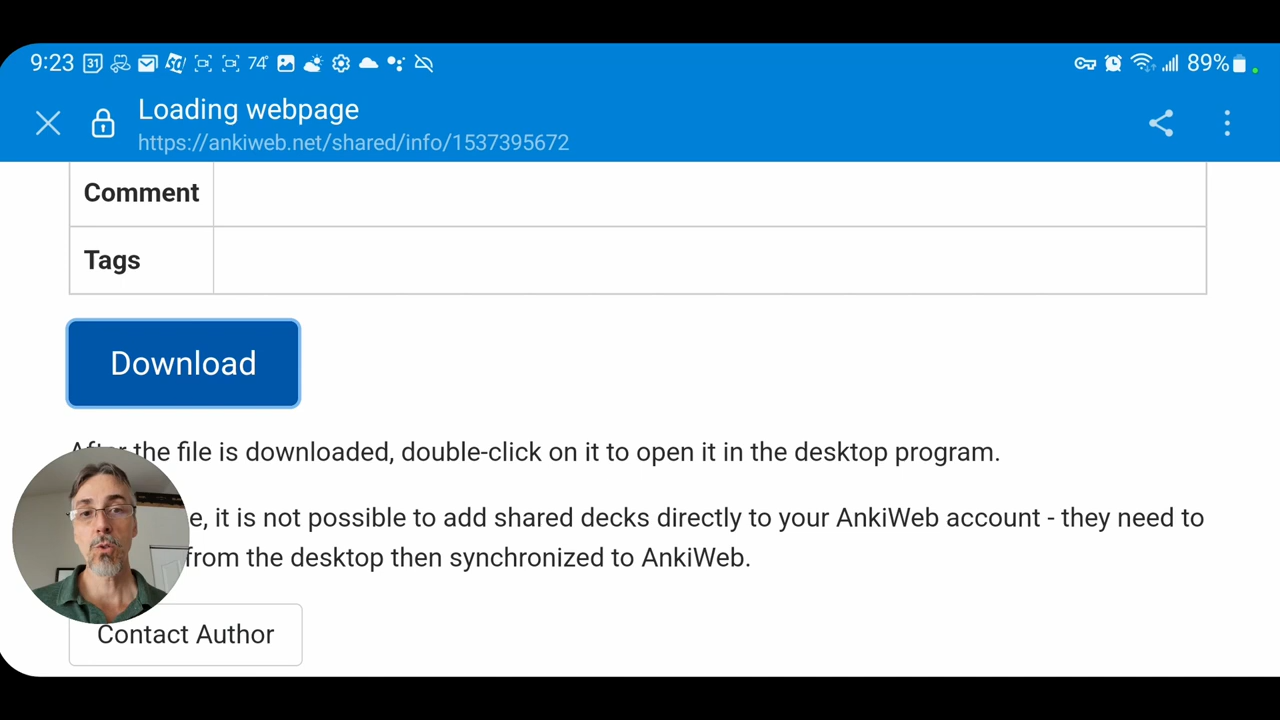 9:23 31 74° 89%
Loading webpage
https://ankiweb.net/shared/info/1537395672
Comment
Tags
Download
After the file is downloaded, double-click on it to open it in the desktop program.
e, it is not possible to add shared decks directly to your AnkiWeb account - they need to
from the desktop then synchronized to AnkiWeb.
Contact Author